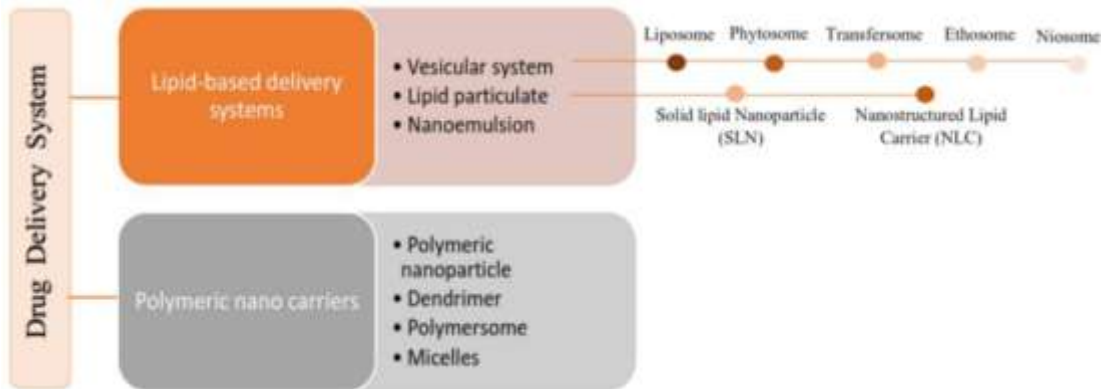 Drug Delivery System
Lipid-based delivery
systems
• Vesicular system
• Lipid particulate
• Nanoemulsion
Liposome
Phytosome
Transfersome
Ethosome
Niosome
Solid lipid Nanoparticle
(SLN)
Nanostructured Lipid
Carrier (NLC)
Polymeric nano carriers
• Polymeric
nanoparticle
• Dendrimer
• Polymersome
• Micelles